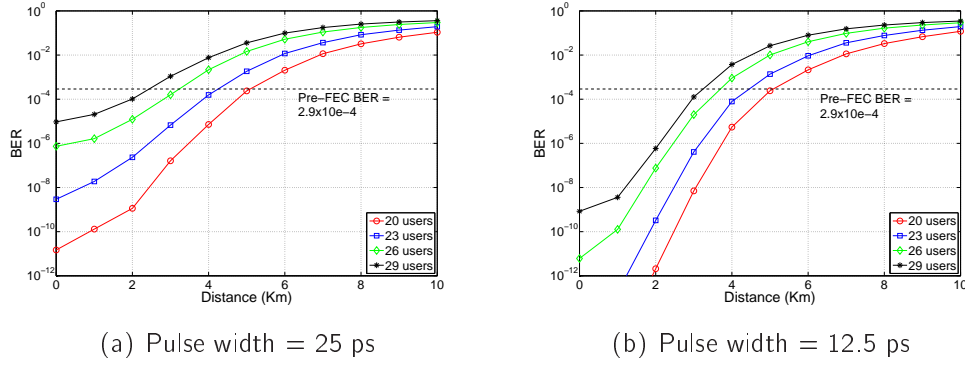 10^0
10^-2
10^-4
10^-6
10^-8
10^-10
10^-12
BER
Pre-FEC BER =
2.9x10e-4
20 users
23 users
26 users
29 users
0 2 4 6 8 10
Distance (Km)
(a) Pulse width = 25 ps
10^0
10^-2
10^-4
10^-6
10^-8
10^-10
10^-12
BER
Pre-FEC BER =
2.9x10e-4
20 users
23 users
26 users
29 users
0 2 4 6 8 10
Distance (Km)
(b) Pulse width = 12.5 ps